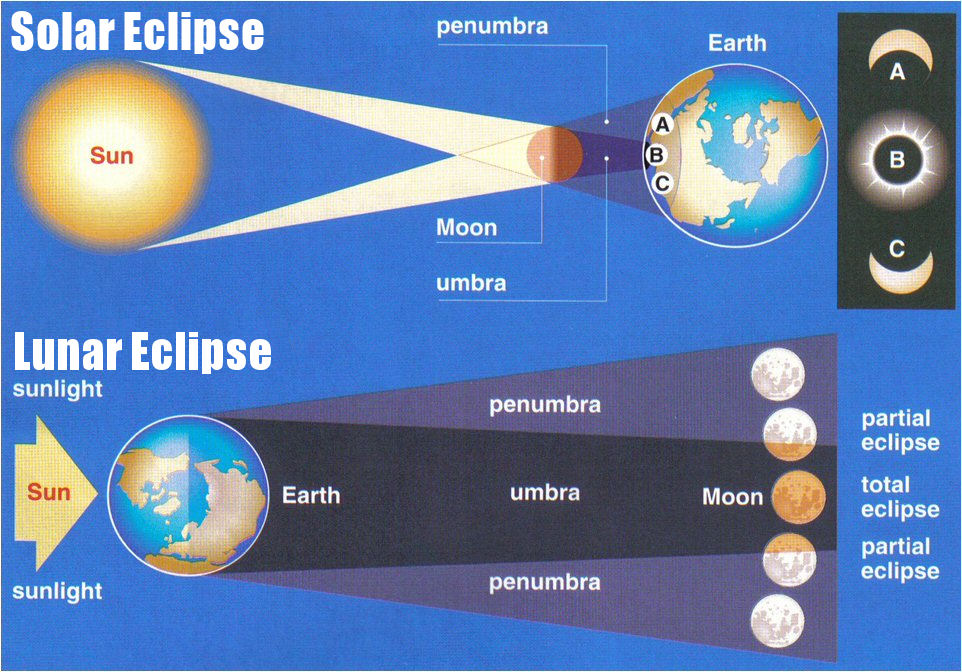 Solar Eclipse
penumbra
Earth
Sun
A
B
C
Moon
umbra
A
B
C
Lunar Eclipse
sunlight
penumbra
partial
eclipse
Sun
Earth
umbra
Moon
total
eclipse
partial
eclipse
penumbra
sunlight